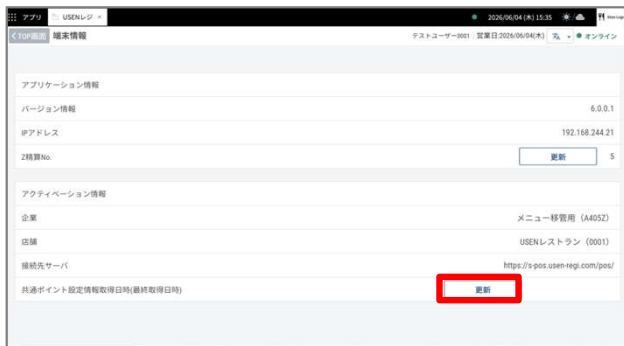 アプリ USENレジ × 2026/06/04 (木) 15:35
<TOP画面 端末情報 テストユーザー0001 営業日:2026/06/04(木) オンライン
アプリケーション情報
バージョン情報 6.0.0.1
IPアドレス 192.168.244.21
Z精算No. 更新 5
アクティベーション情報
企業 メニュー移管用（A405Z）
店舗 USENレストラン（0001）
接続先サーバ https://s-pos.usen-regi.com/pos/
共通ポイント設定情報取得日時(最終取得日時) 更新